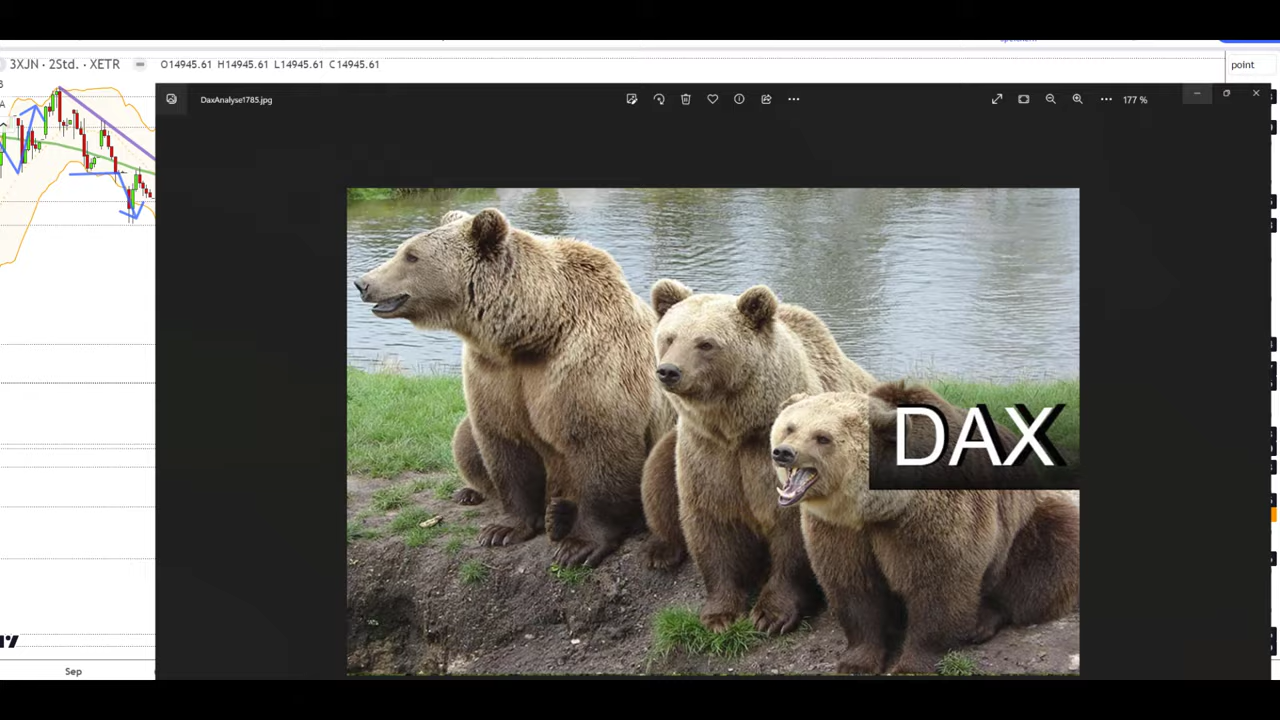 3XJN · 2Std. · XETR
O14945.61 H14945.61 L14945.61 C14945.61
point
DaxAnalyse1785.jpg
177 %
DAX
Sep